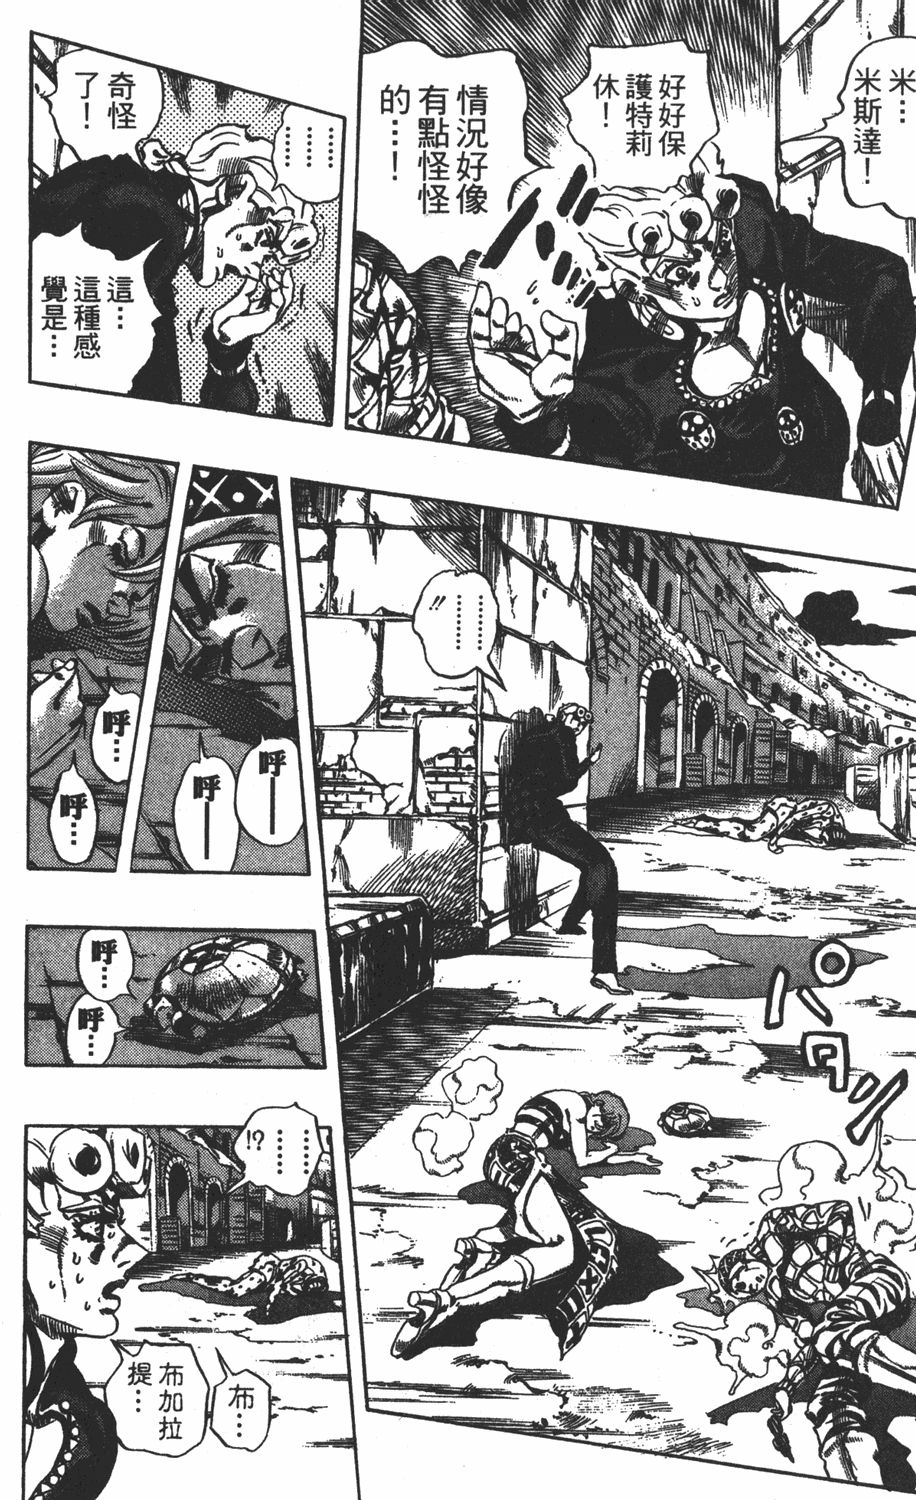 米…
米斯達！
好好保
護特莉
休！
情況好像
有點怪怪
的…！
…………
奇怪
了！
這…
這種感
覺是…
…………!!
パタリ
呼─
呼─
呼…
呼…
呼…
呼…
…………!?
布…
布加拉
提…